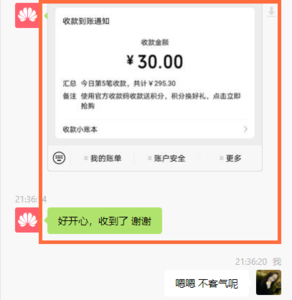 收款到账通知
收款金额
¥30.00
汇总 今日第5笔收款，共计￥295.30
备注 使用官方收款码收款送积分，积分换好礼，点击立即
抢购
收款小账本
我的账单
账户安全
更多
21:36:14
好开心，收到了 谢谢
21:36:20 我
嗯嗯 不客气呢